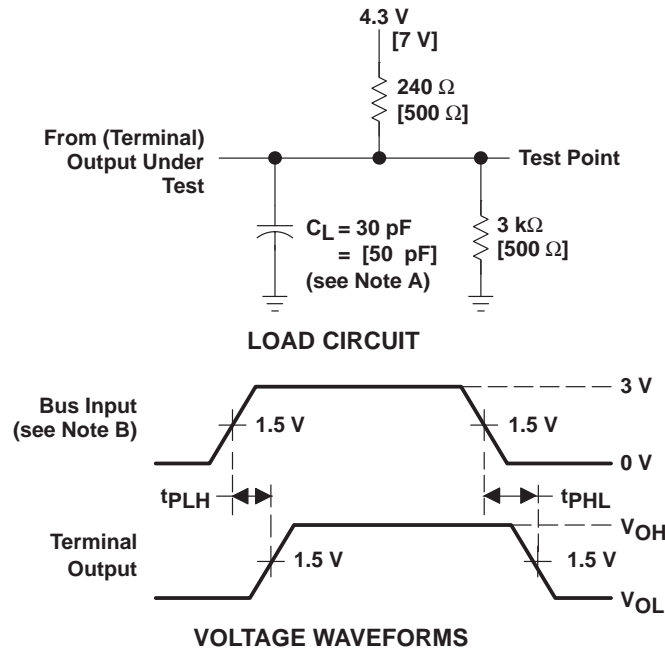 4.3 V
[7 V]
240 Ω
[500 Ω]
From (Terminal)
Output Under
Test
Test Point
CL = 30 pF
= [50 pF]
(see Note A)
3 kΩ
[500 Ω]
LOAD CIRCUIT
Bus Input
(see Note B)
1.5 V
1.5 V
3 V
0 V
tPLH
tPHL
Terminal
Output
1.5 V
1.5 V
VOH
VOL
VOLTAGE WAVEFORMS